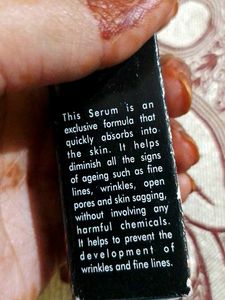 This Serum is an
exclusive formula that
quickly absorbs into
the skin. It helps
diminish all the signs
of ageing such as fine
lines, wrinkles, open
pores and skin sagging,
without involving any
harmful chemicals.
It helps to prevent the
development of
wrinkles and fine lines.